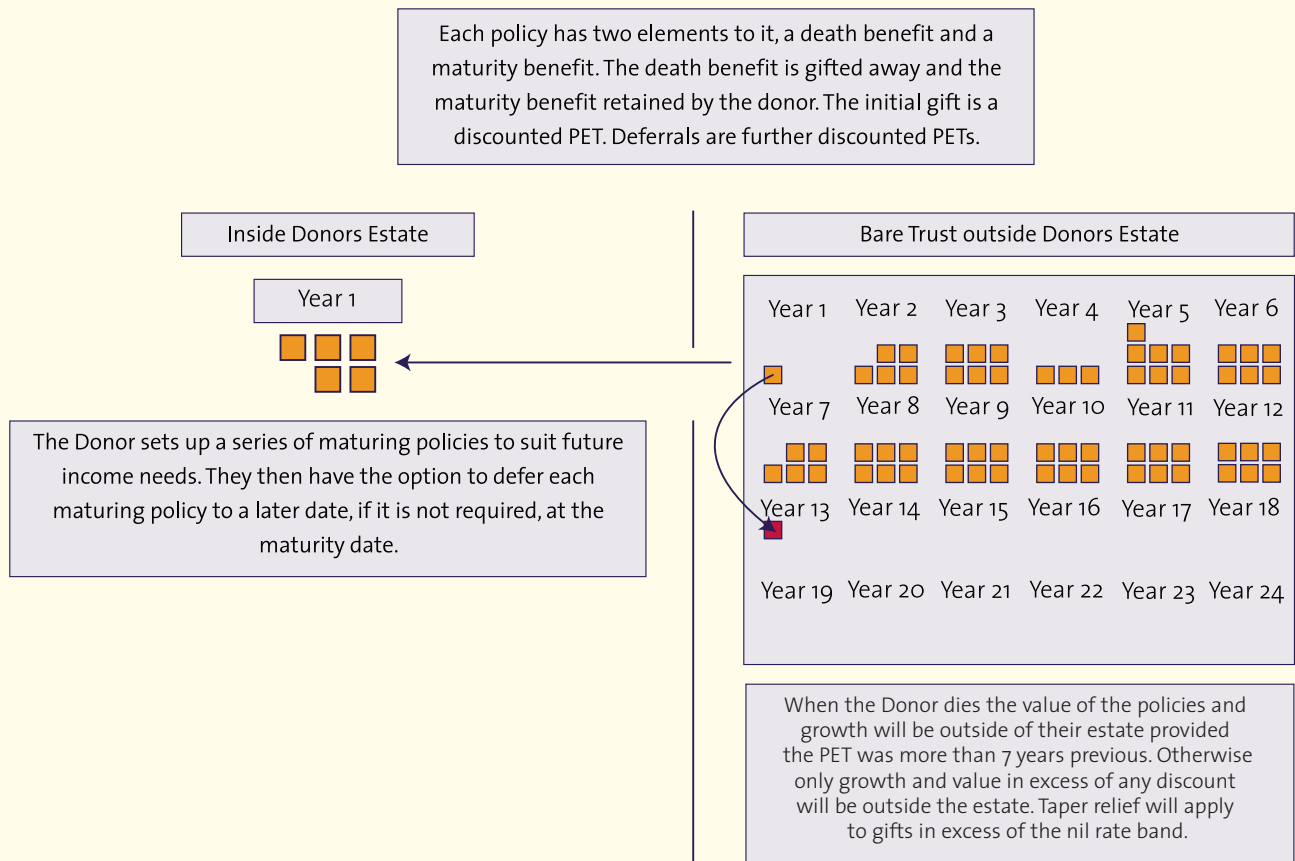 Each policy has two elements to it, a death benefit and a
maturity benefit. The death benefit is gifted away and the
maturity benefit retained by the donor. The initial gift is a
discounted PET. Deferrals are further discounted PETs.
Inside Donors Estate
Year 1
The Donor sets up a series of maturing policies to suit future
income needs. They then have the option to defer each
maturing policy to a later date, if it is not required, at the
maturity date.
Bare Trust outside Donors Estate
Year 1 Year 2 Year 3 Year 4 Year 5 Year 6
Year 7 Year 8 Year 9 Year 10 Year 11 Year 12
Year 13 Year 14 Year 15 Year 16 Year 17 Year 18
Year 19 Year 20 Year 21 Year 22 Year 23 Year 24
When the Donor dies the value of the policies and
growth will be outside of their estate provided
the PET was more than 7 years previous. Otherwise
only growth and value in excess of any discount
will be outside the estate. Taper relief will apply
to gifts in excess of the nil rate band.